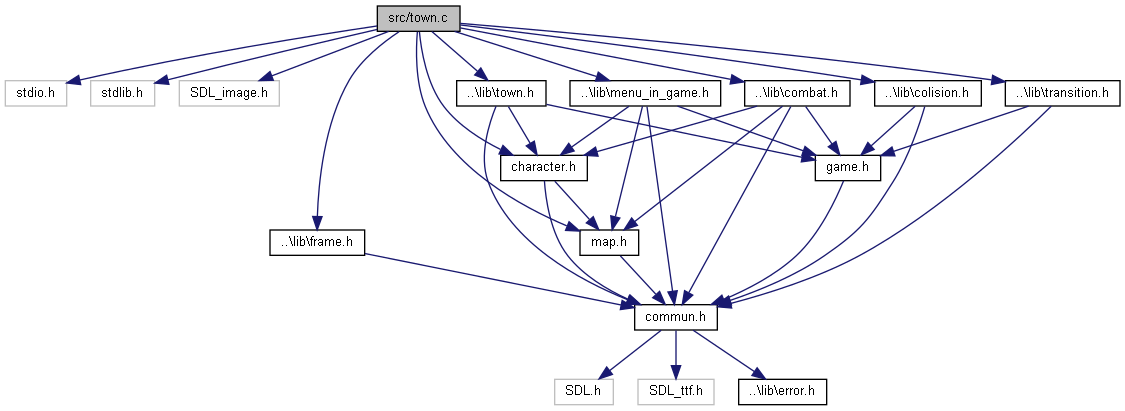 src/town.c
stdio.h
stdlib.h
SDL_image.h
..\lib\town.h
..\lib\menu_in_game.h
..\lib\combat.h
..\lib\colision.h
..\lib\transition.h
character.h
game.h
..\lib\frame.h
map.h
commun.h
SDL.h
SDL_ttf.h
..\lib\error.h